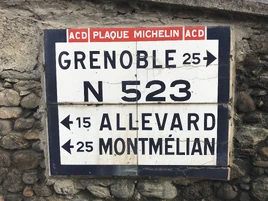 ACD PLAQUE MICHELIN ACD
GRENOBLE 25 →
N 523
← 15 ALLEVARD
← 25 MONTMÉLIAN